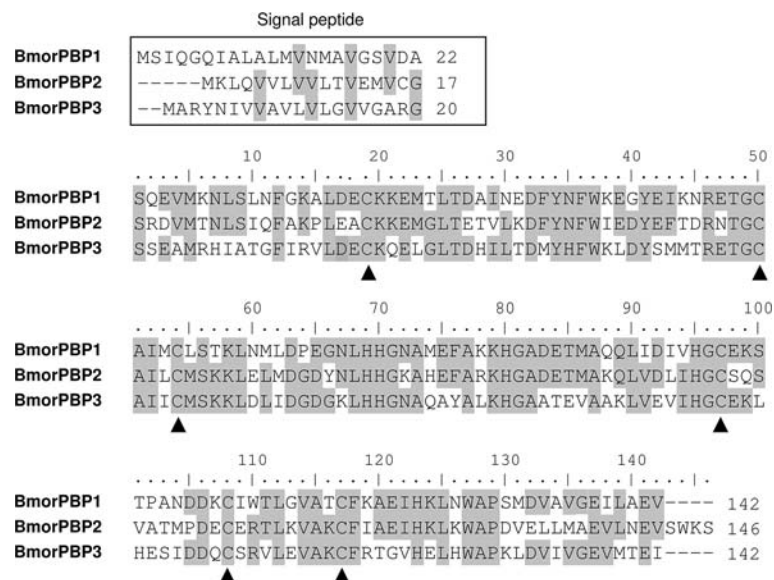 Signal peptide
BmorPBP1 MSIQGQIALALMVNMAVGSVDA 22
BmorPBP2 -----MKLQVVLVVLTVEMVCG 17
BmorPBP3 --MARYNIVVAVLVLGVVGARG 20
10 20 30 40 50
BmorPBP1 SQEVMKNLSLNFGKALDECKKEMTLTDAINEDFYNFWKEGYEIKNRETGC
BmorPBP2 SRDVMTNLSIQFAKPLEACKKEMGLTETVLKDFYNFWIEDYEFTDRNTGC
BmorPBP3 SSEAMRHIATGFIRVLDECKQELGLTDHILTDMYHFWKLDYSMMTRETGC
60 70 80 90 100
BmorPBP1 AIMCLSTKLNMLDPEGNLHHGNAMEFAKKHGADETMAQQLIDIVHGCEKS
BmorPBP2 AILCMSKKLELMDGDYNLHHGKAHEFARKHGADETMAKQLVDLIHGCSQS
BmorPBP3 AIICMSKKLDLIDGDGKLHHGNAQAYALKHGAATEVAAKLVEVIHGCEKL
110 120 130 140
BmorPBP1 TPANDDKCIWTLGVATCFKAEIHKLNWAPSMDVAVGEILAEV---- 142
BmorPBP2 VATMPDECERTLKVAKCFIAEIHKLKWAPDVELLMAEVLNEVSWKS 146
BmorPBP3 HESIDDQCSRVLEVAKCFRTGVHELHWAPKLDVIVGEVMTEI---- 142